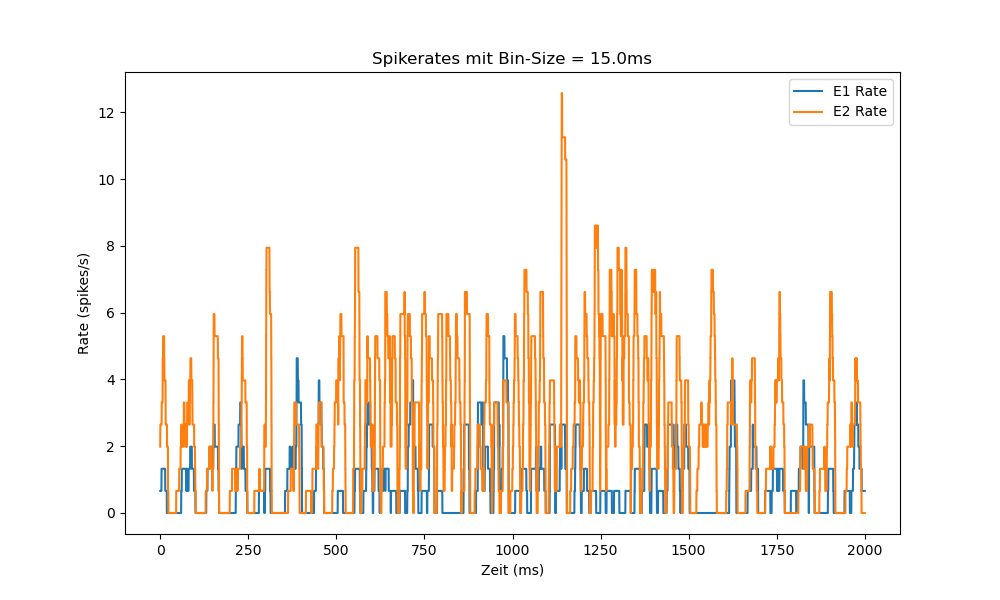 Spikerates mit Bin-Size = 15.0ms
E1 Rate
E2 Rate
Rate (spikes/s)
12
10
8
6
4
2
0
0 250 500 750 1000 1250 1500 1750 2000
Zeit (ms)